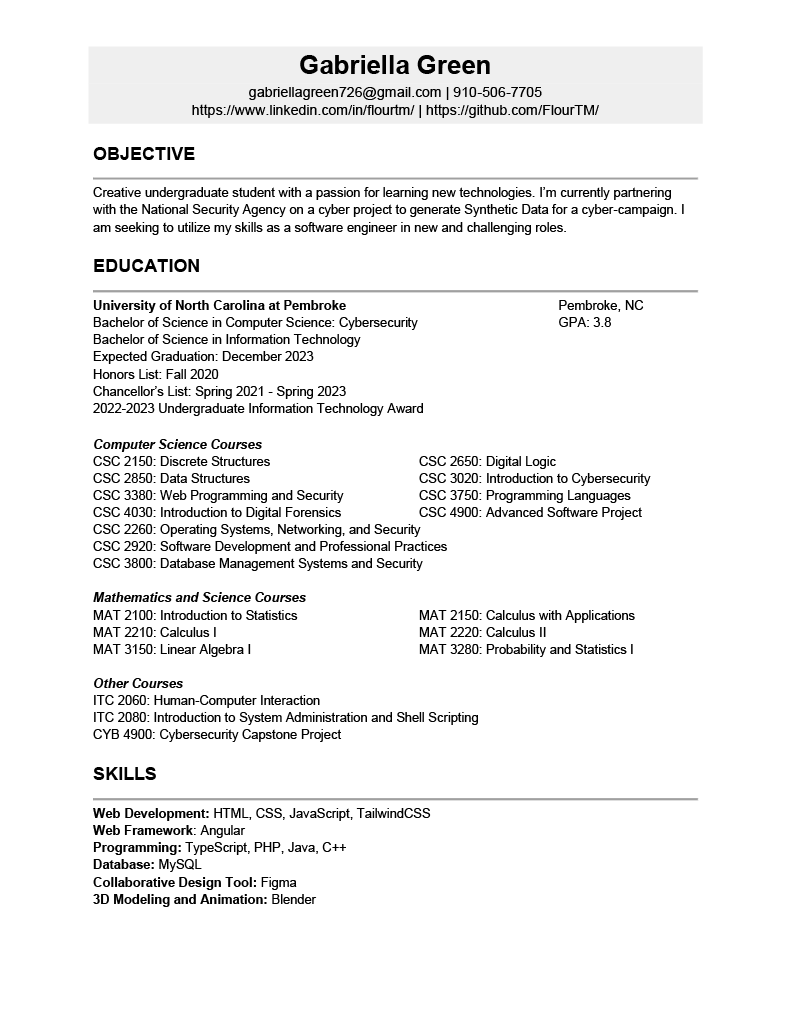 Gabriella Green
gabriellagreen726@gmail.com | 910-506-7705
https://www.linkedin.com/in/flourtm/ | https://github.com/FlourTM/
OBJECTIVE
Creative undergraduate student with a passion for learning new technologies. I’m currently partnering
with the National Security Agency on a cyber project to generate Synthetic Data for a cyber-campaign. I
am seeking to utilize my skills as a software engineer in new and challenging roles.
EDUCATION
University of North Carolina at Pembroke Pembroke, NC
Bachelor of Science in Computer Science: Cybersecurity GPA: 3.8
Bachelor of Science in Information Technology
Expected Graduation: December 2023
Honors List: Fall 2020
Chancellor’s List: Spring 2021 - Spring 2023
2022-2023 Undergraduate Information Technology Award
Computer Science Courses
CSC 2150: Discrete Structures CSC 2650: Digital Logic
CSC 2850: Data Structures CSC 3020: Introduction to Cybersecurity
CSC 3380: Web Programming and Security CSC 3750: Programming Languages
CSC 4030: Introduction to Digital Forensics CSC 4900: Advanced Software Project
CSC 2260: Operating Systems, Networking, and Security
CSC 2920: Software Development and Professional Practices
CSC 3800: Database Management Systems and Security
Mathematics and Science Courses
MAT 2100: Introduction to Statistics MAT 2150: Calculus with Applications
MAT 2210: Calculus I MAT 2220: Calculus II
MAT 3150: Linear Algebra I MAT 3280: Probability and Statistics I
Other Courses
ITC 2060: Human-Computer Interaction
ITC 2080: Introduction to System Administration and Shell Scripting
CYB 4900: Cybersecurity Capstone Project
SKILLS
Web Development: HTML, CSS, JavaScript, TailwindCSS
Web Framework: Angular
Programming: TypeScript, PHP, Java, C++
Database: MySQL
Collaborative Design Tool: Figma
3D Modeling and Animation: Blender